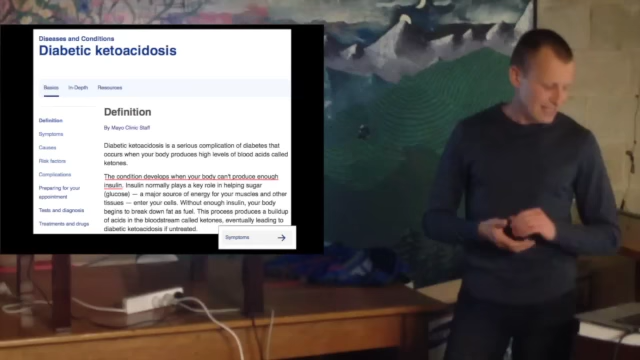 Diseases and Conditions
Diabetic ketoacidosis
Basics In-Depth Resources
Definition
Symptoms
Causes
Risk factors
Complications
Preparing for your
appointment
Tests and diagnosis
Treatments and drugs
Definition
By Mayo Clinic Staff
Diabetic ketoacidosis is a serious complication of diabetes that
occurs when your body produces high levels of blood acids called
ketones.
The condition develops when your body can't produce enough
insulin. Insulin normally plays a key role in helping sugar
(glucose) — a major source of energy for your muscles and other
tissues — enter your cells. Without enough insulin, your body
begins to break down fat as fuel. This process produces a buildup
of acids in the bloodstream called ketones, eventually leading to
diabetic ketoacidosis if untreated.
Symptoms →